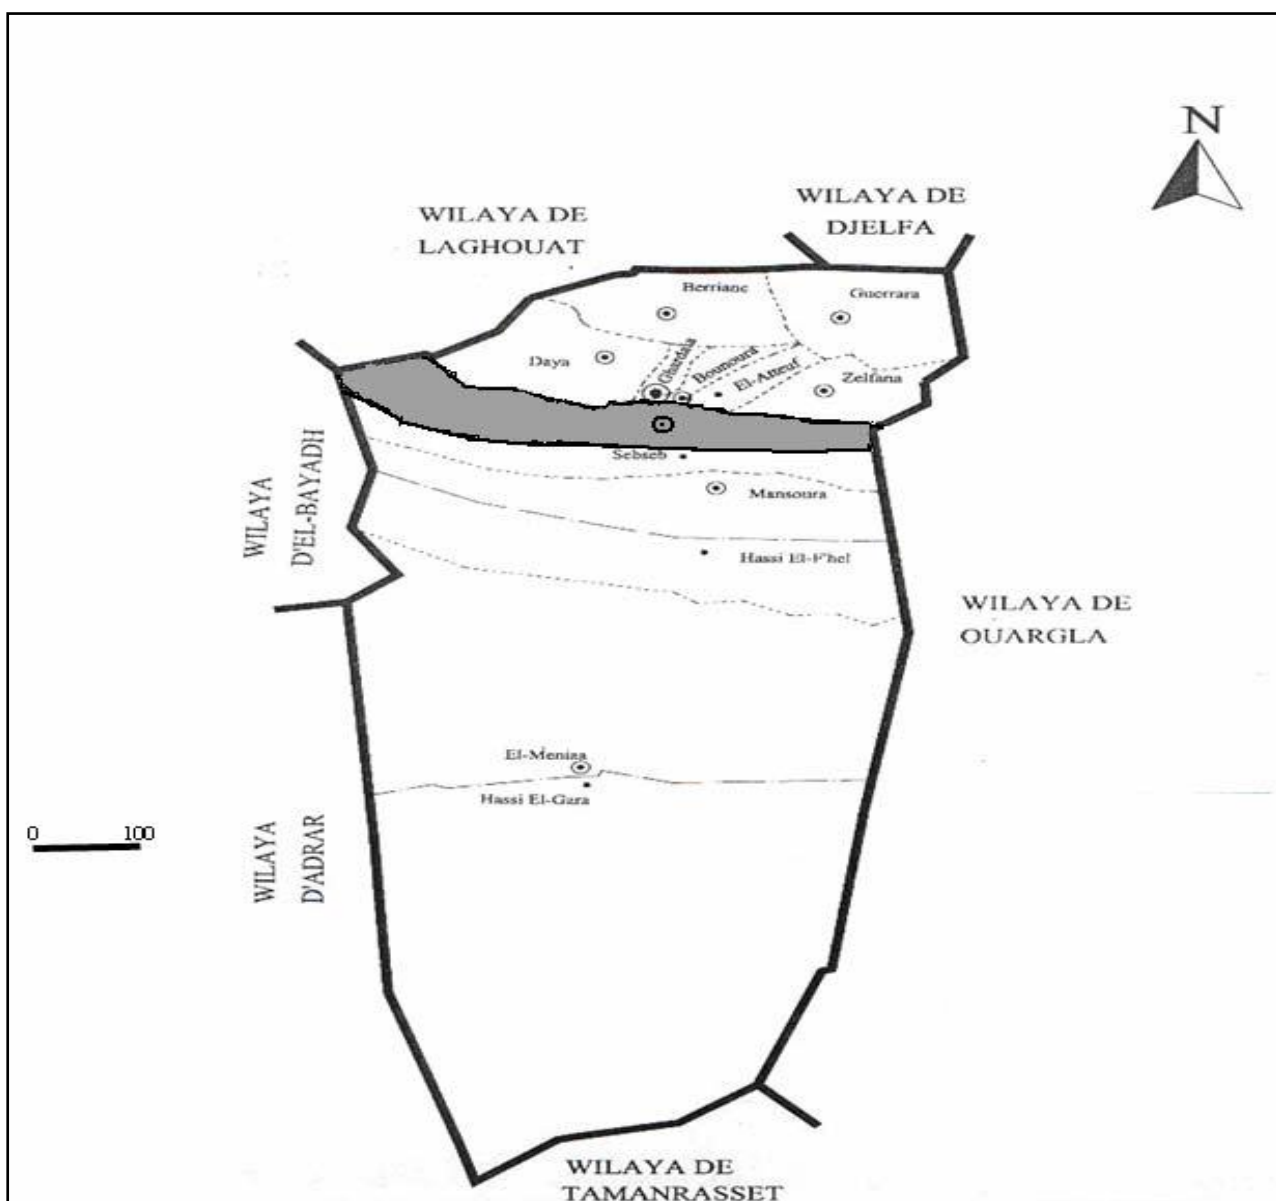 N
WILAYA DE
DJELFA
WILAYA DE
LAGHOUAT
Berriane
Guerrara
Daya
Ghardaia
Bounoura
El-Atteuf
Zelfana
Sebseb
Mansoura
Hassi El-F'hel
WILAYA
D'EL-BAYADH
WILAYA DE
OUARGLA
El-Meniaa
Hassi El-Gara
0 100
WILAYA
D'ADRAR
WILAYA DE
TAMANRASSET